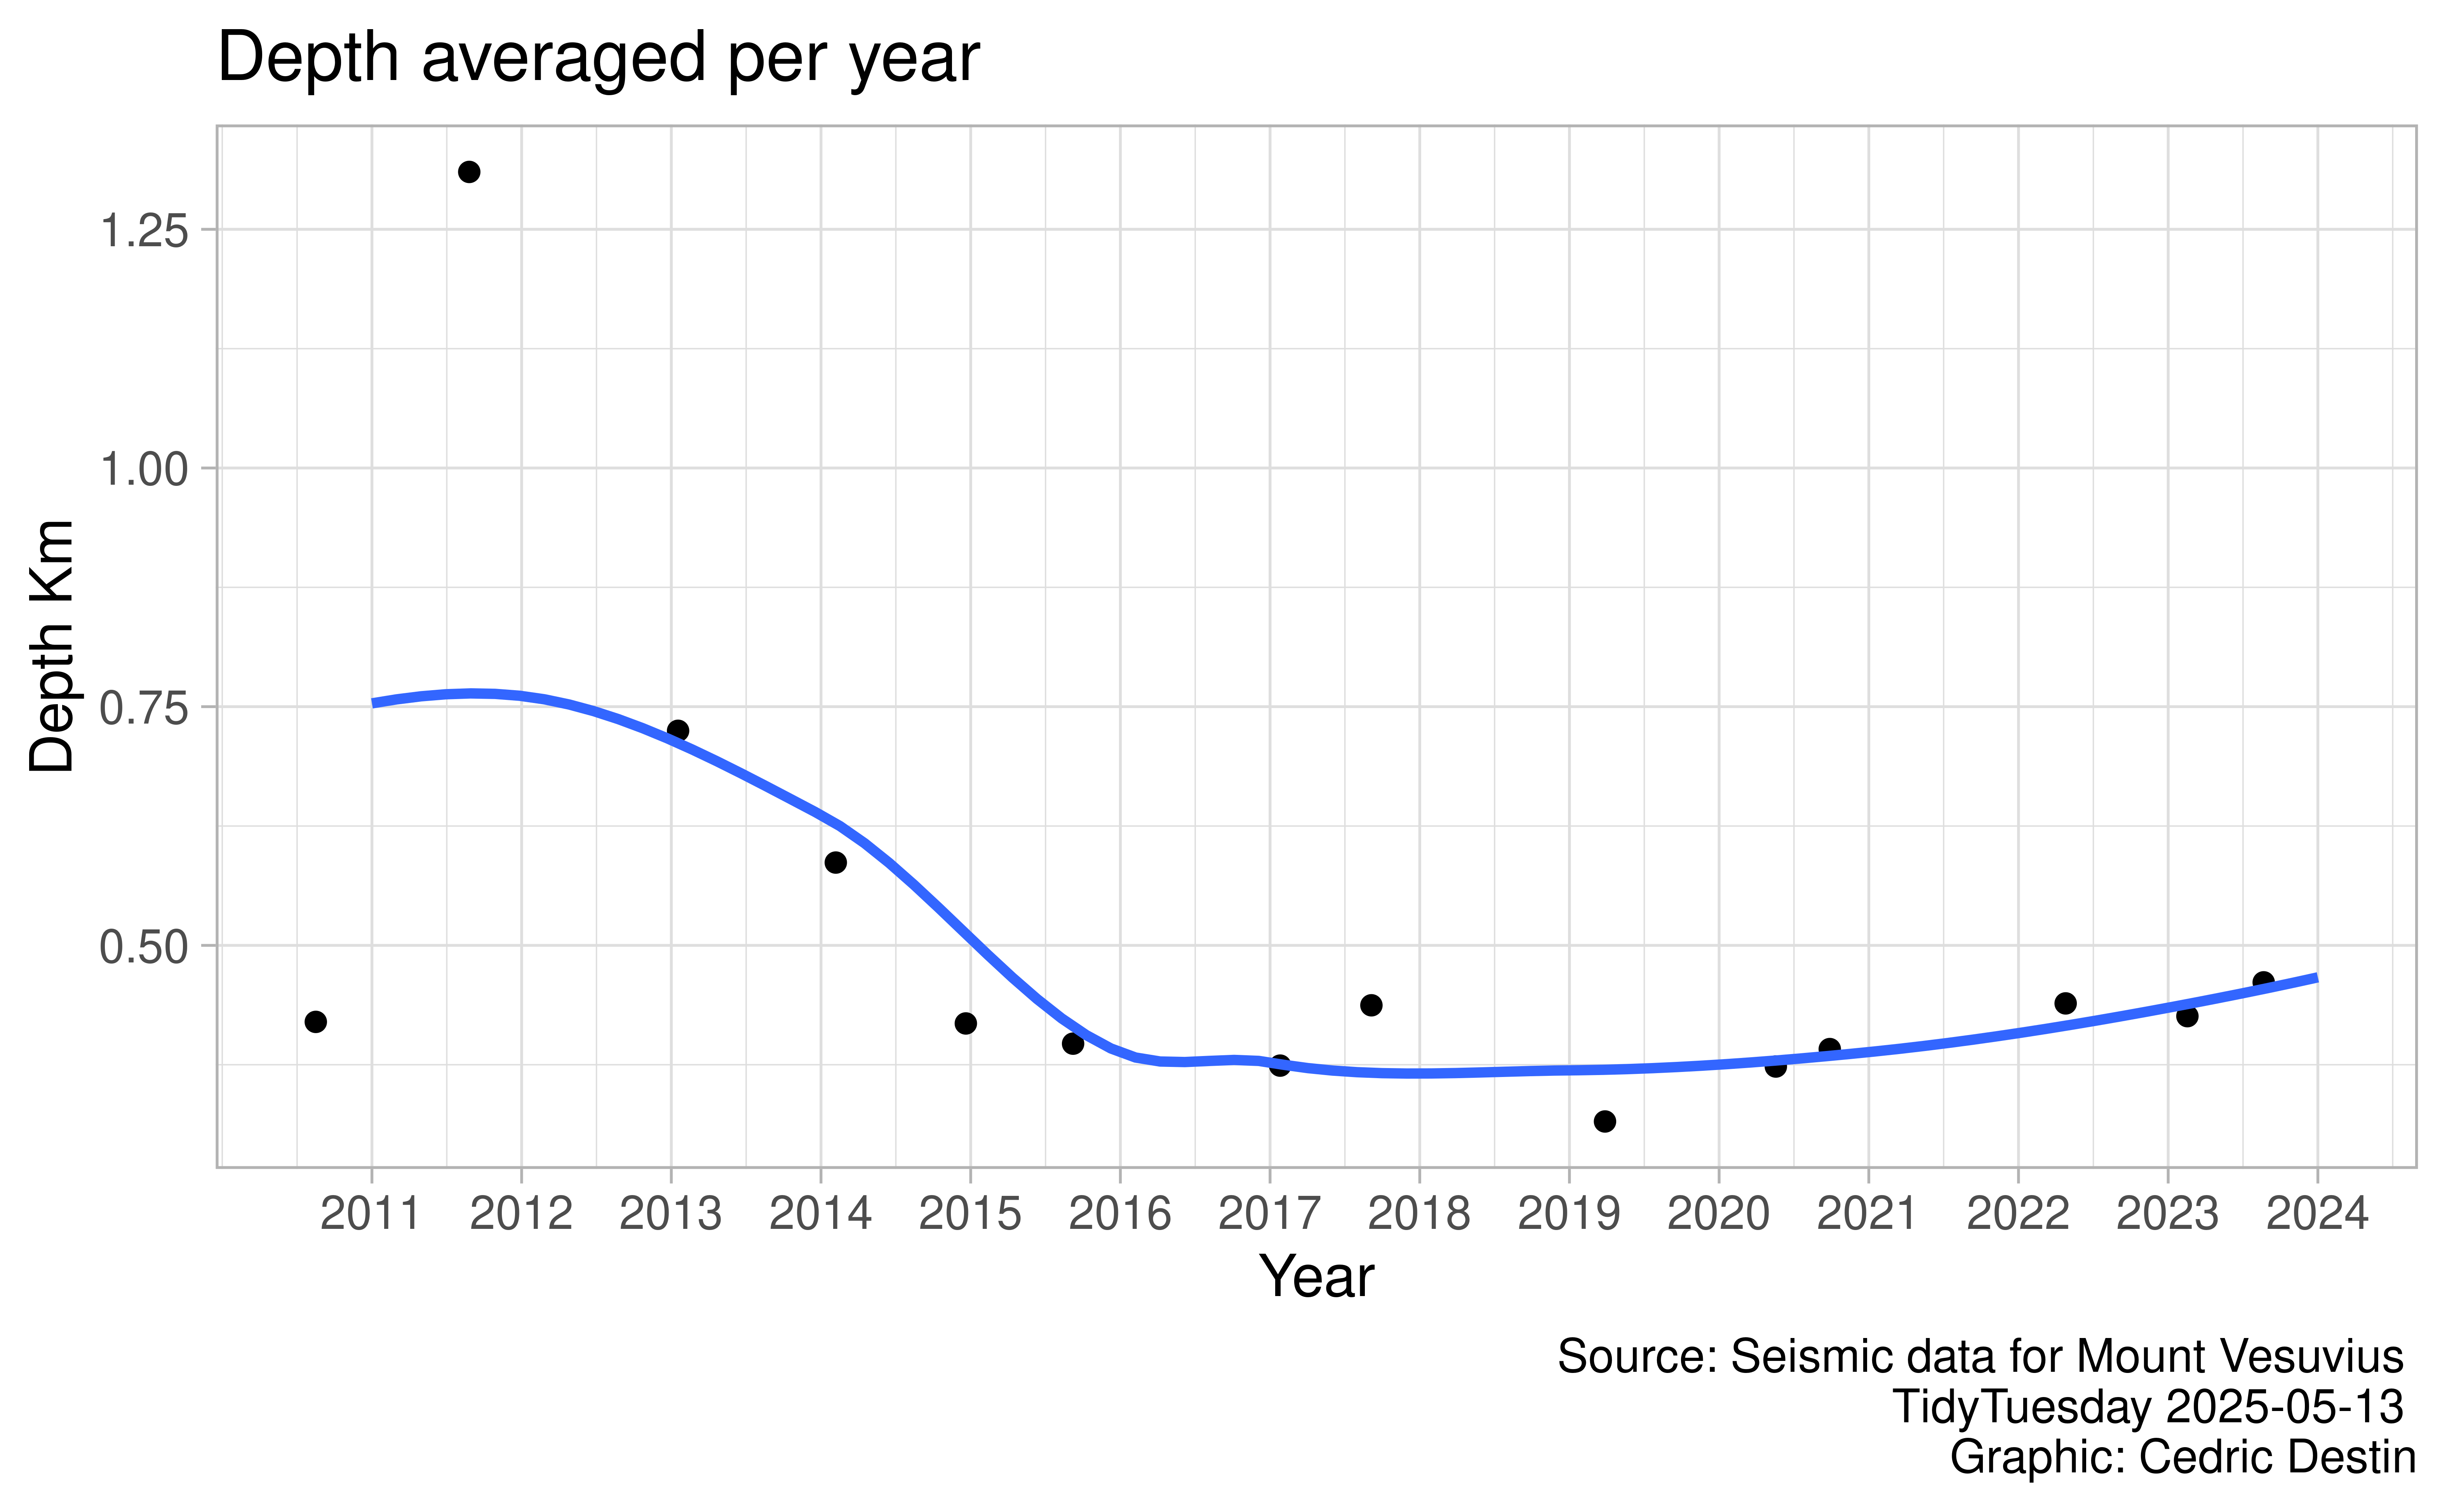 Depth averaged per year
Depth Km
1.25
1.00
0.75
0.50
2011 2012 2013 2014 2015 2016 2017 2018 2019 2020 2021 2022 2023 2024
Year
Source: Seismic data for Mount Vesuvius
TidyTuesday 2025-05-13
Graphic: Cedric Destin